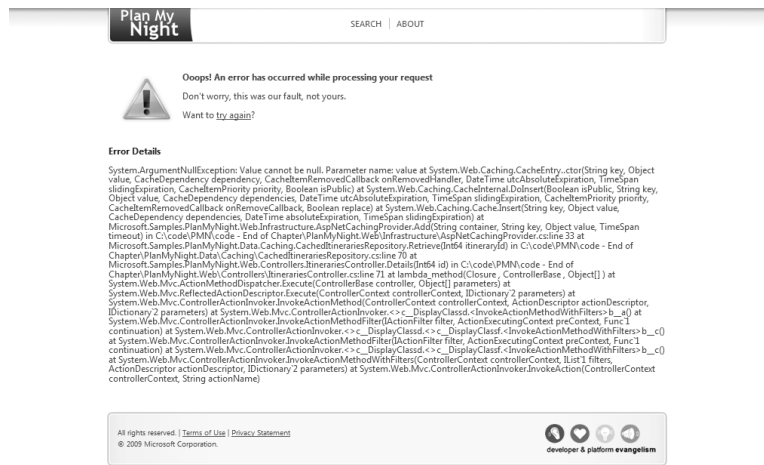 Plan My
Night
SEARCH | ABOUT
Ooops! An error has occurred while processing your request
Don't worry, this was our fault, not yours.
Want to try again?
Error Details
System.ArgumentNullException: Value cannot be null. Parameter name: value at System.Web.Caching.CacheEntry..ctor(String key, Object
value, CacheDependency dependency, CacheItemRemovedCallback onRemovedHandler, DateTime utcAbsoluteExpiration, TimeSpan
slidingExpiration, CacheItemPriority priority, Boolean isPublic) at System.Web.Caching.CacheInternal.DoInsert(Boolean isPublic, String key,
Object value, CacheDependency dependencies, DateTime utcAbsoluteExpiration, TimeSpan slidingExpiration, CacheItemPriority priority,
CacheItemRemovedCallback onRemoveCallback, Boolean replace) at System.Web.Caching.Cache.Insert(String key, Object value,
CacheDependency dependencies, DateTime absoluteExpiration, TimeSpan slidingExpiration) at
Microsoft.Samples.PlanMyNight.Web.Infrastructure.AspNetCachingProvider.Add(String container, String key, Object value, TimeSpan
timeout) in C:\code\PMN\code - End of Chapter\PlanMyNight.Web\Infrastructure\AspNetCachingProvider.cs:line 33 at
Microsoft.Samples.PlanMyNight.Data.Caching.CachedItinerariesRepository.Retrieve(Int64 itineraryId) in C:\code\PMN\code - End of
Chapter\PlanMyNight.Data\Caching\CachedItinerariesRepository.cs:line 70 at
Microsoft.Samples.PlanMyNight.Web.Controllers.ItinerariesController.Details(Int64 id) in C:\code\PMN\code - End of
Chapter\PlanMyNight.Web\Controllers\ItinerariesController.cs:line 71 at lambda_method(Closure , ControllerBase , Object[] ) at
System.Web.Mvc.ActionMethodDispatcher.Execute(ControllerBase controller, Object[] parameters) at
System.Web.Mvc.ReflectedActionDescriptor.Execute(ControllerContext controllerContext, IDictionary`2 parameters) at
System.Web.Mvc.ControllerActionInvoker.InvokeActionMethod(ControllerContext controllerContext, ActionDescriptor actionDescriptor,
IDictionary`2 parameters) at System.Web.Mvc.ControllerActionInvoker.<>c__DisplayClassd.<InvokeActionMethodWithFilters>b__a() at
System.Web.Mvc.ControllerActionInvoker.InvokeActionMethodFilter(IActionFilter filter, ActionExecutingContext preContext, Func`1
continuation) at System.Web.Mvc.ControllerActionInvoker.<>c__DisplayClassd.<>c__DisplayClassf.<InvokeActionMethodWithFilters>b__c()
at System.Web.Mvc.ControllerActionInvoker.InvokeActionMethodFilter(IActionFilter filter, ActionExecutingContext preContext, Func`1
continuation) at System.Web.Mvc.ControllerActionInvoker.<>c__DisplayClassd.<>c__DisplayClassf.<InvokeActionMethodWithFilters>b__c()
at System.Web.Mvc.ControllerActionInvoker.InvokeActionMethodWithFilters(ControllerContext controllerContext, IList`1 filters,
ActionDescriptor actionDescriptor, IDictionary`2 parameters) at System.Web.Mvc.ControllerActionInvoker.InvokeAction(ControllerContext
controllerContext, String actionName)
All rights reserved. | Terms of Use | Privacy Statement
© 2009 Microsoft Corporation.
developer & platform evangelism